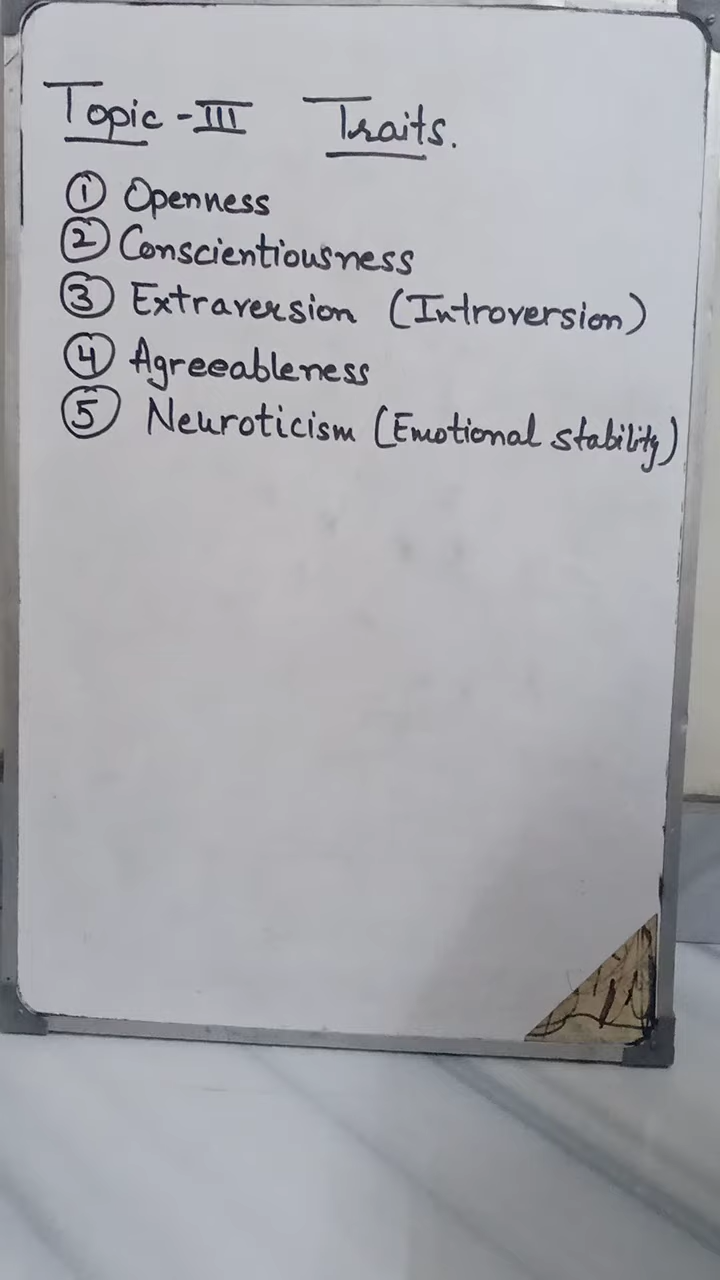 Topic - III Traits.
① Openness
② Conscientiousness
③ Extraversion (Introversion)
④ Agreeableness
⑤ Neuroticism (Emotional stability)